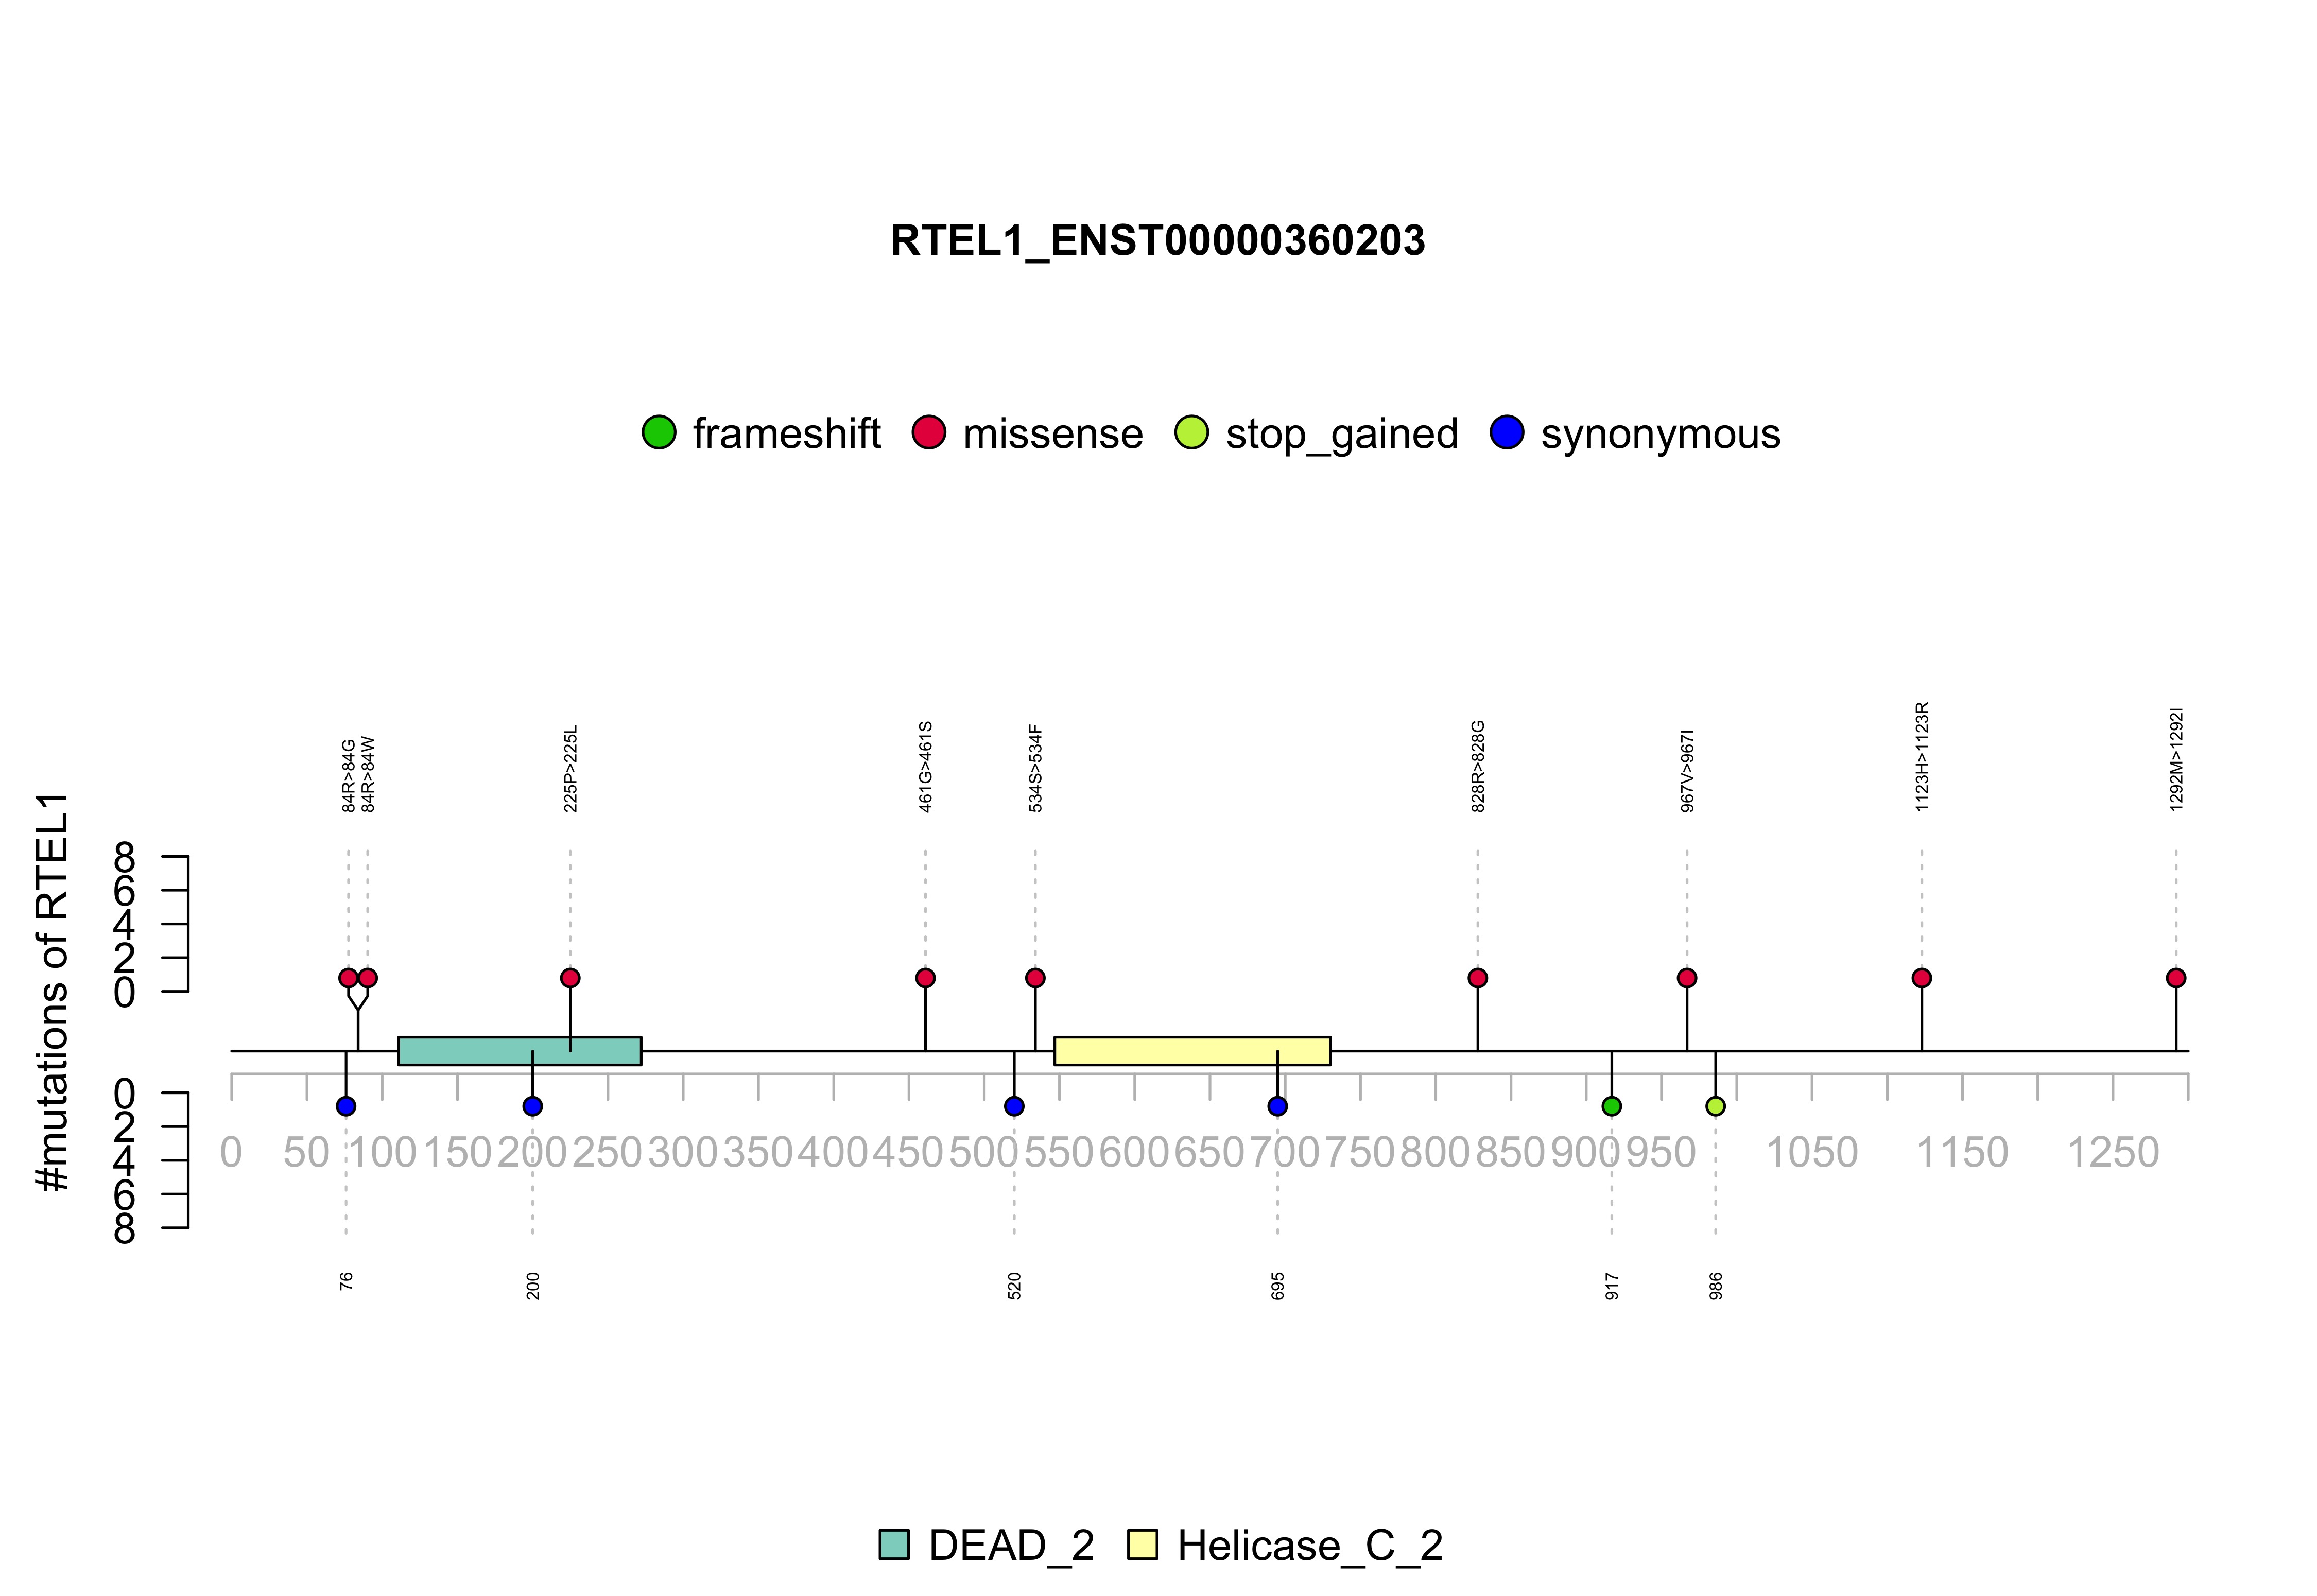 RTEL1_ENST00000360203
frameshift missense stop_gained synonymous
84R>84G
84R>84W
225P>225L
461G>461S
534S>534F
828R>828G
967V>967I
1123H>1123R
1292M>1292I
#mutations of RTEL1
8
6
4
2
0
0
2
4
6
8
0 50 100 150 200 250 300 350 400 450 500 550 600 650 700 750 800 850 900 950 1050 1150 1250
76
200
520
695
917
986
DEAD_2 Helicase_C_2